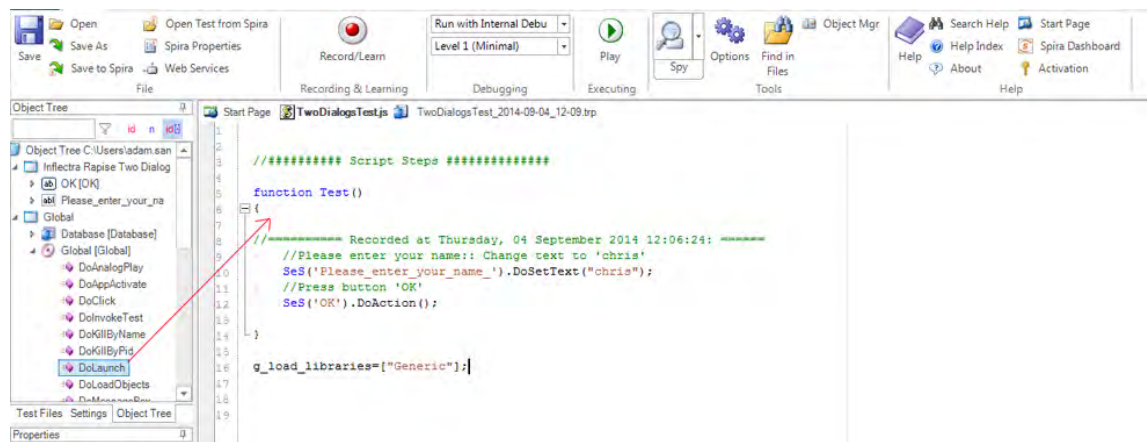 Open
Open Test from Spira
Save As
Spira Properties
Save
Save to Spira
Web Services
File
Record/Learn
Recording & Learning
Run with Internal Debu
Level 1 (Minimal)
Debugging
Play
Executing
Spy
Options
Find in
Files
Object Mgr
Tools
Help
Search Help
Start Page
Help Index
Spira Dashboard
About
Activation
Help
Object Tree
id n id
Object Tree C:\Users\adam.san
Inflectra Rapise Two Dialog
OK [OK]
Please_enter_your_na
Global
Database [Database]
Global [Global]
DoAnalogPlay
DoAppActivate
DoClick
DoInvokeTest
DoKillByName
DoKillByPid
DoLaunch
DoLoadObjects
DoMessageBox
Test Files Settings Object Tree
Properties
Start Page TwoDialogsTest.js TwoDialogsTest_2014-09-04_12-09.trp
1
2
3 //########## Script Steps ##############
4
5 function Test()
6 {
7
8 //========== Recorded at Thursday, 04 September 2014 12:06:24: ======
9 //Please enter your name:: Change text to 'chris'
10 SeS('Please_enter_your_name_').DoSetText("chris");
11 //Press button 'OK'
12 SeS('OK').DoAction();
13
14 }
15
16 g_load_libraries=["Generic"];
17
18
19